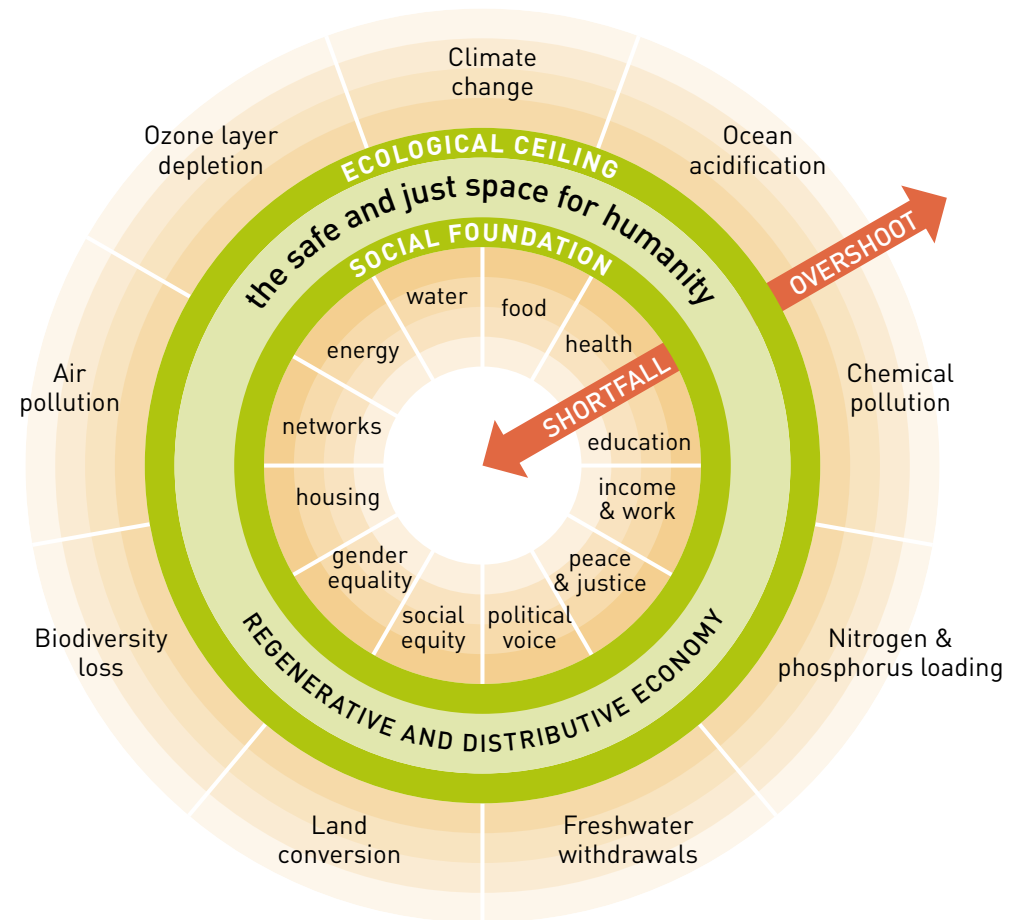 Climate
change
Ocean
acidification
Chemical
pollution
Nitrogen &
phosphorus loading
Freshwater
withdrawals
Land
conversion
Biodiversity
loss
Air
pollution
Ozone layer
depletion
ECOLOGICAL CEILING
the safe and just space for humanity
SOCIAL FOUNDATION
OVERSHOOT
SHORTFALL
water
food
health
education
income
& work
peace
& justice
political
voice
social
equity
gender
equality
housing
networks
energy
REGENERATIVE AND DISTRIBUTIVE ECONOMY